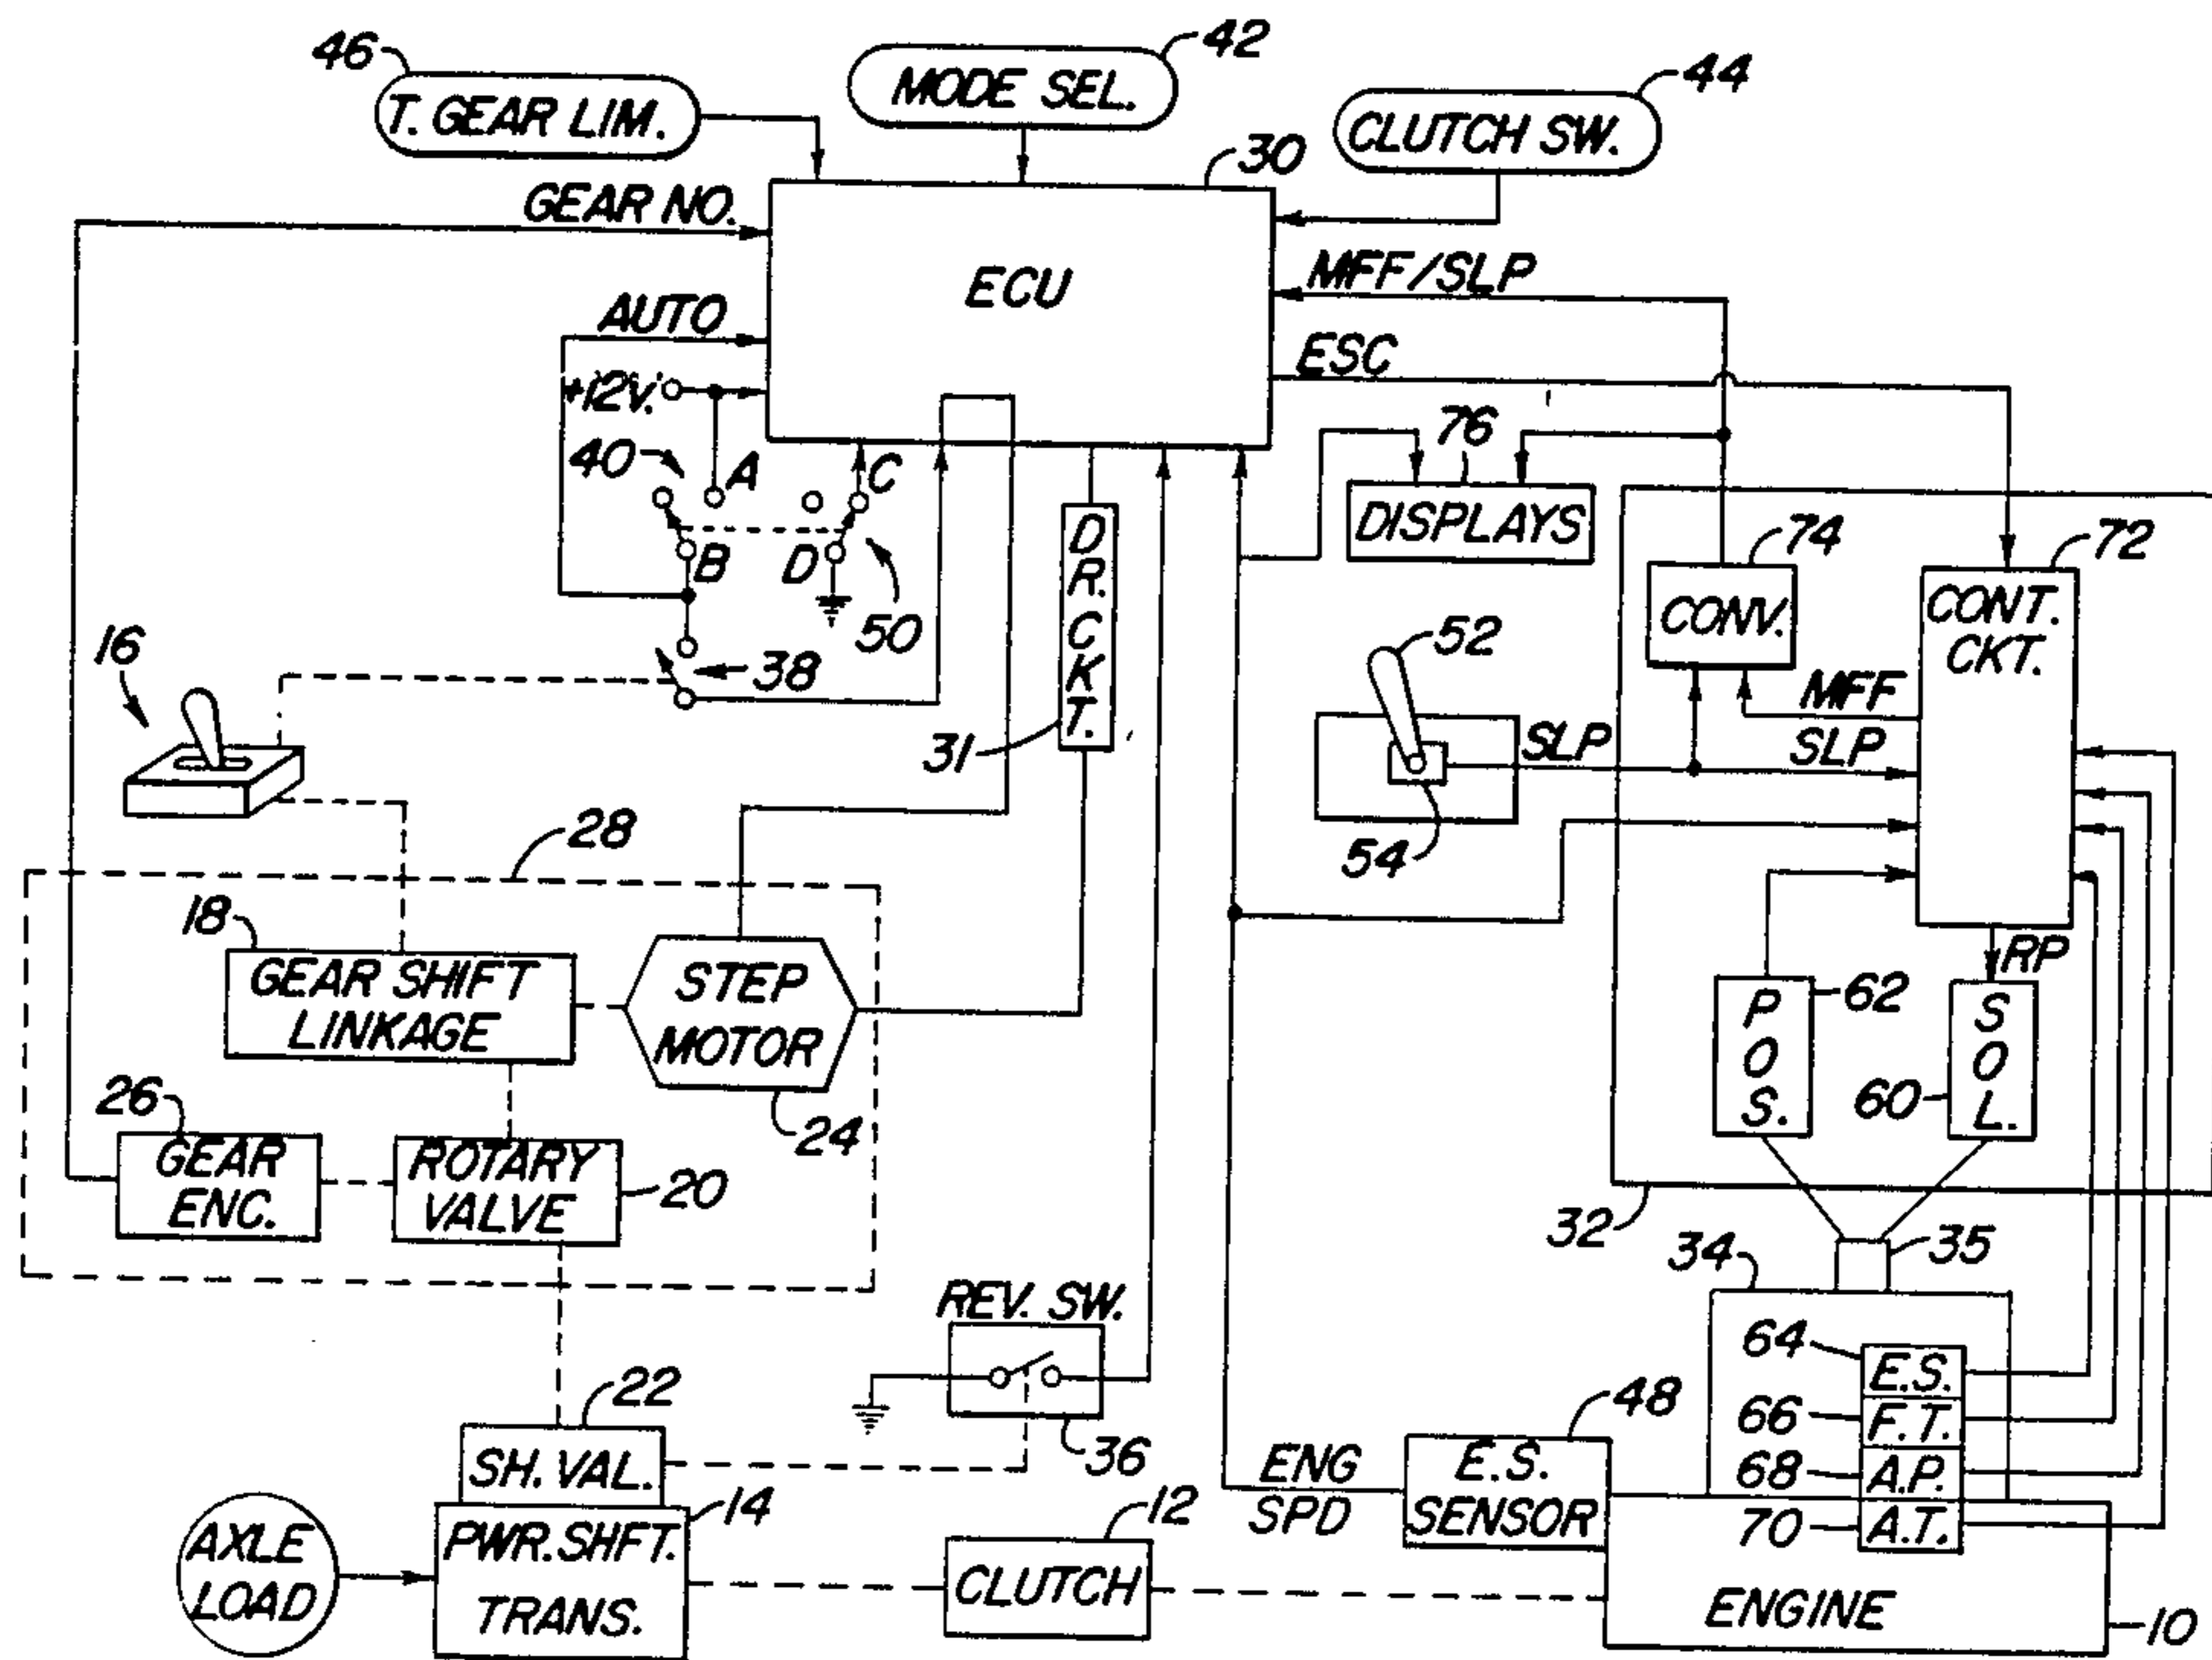 46
T. GEAR LIM.
42
MODE SEL.
44
CLUTCH SW.
30
GEAR NO.
ECU
MFF/SLP
AUTO
ESC
+12V.
40
A
C
B
D
50
76
DISPLAYS
74
CONV.
72
CONT.
CKT.
16
38
DR. CKT.
31
52
SLP
54
MFF
SLP
28
18
GEAR SHIFT
LINKAGE
STEP
MOTOR
24
RP
POS.
62
SOL.
60
26
GEAR
ENC.
ROTARY
VALVE
20
32
34
35
REV. SW.
36
22
SH. VAL.
64
E.S.
66
F.T.
68
A.P.
70
A.T.
48
E.S.
SENSOR
ENG
SPD
AXLE
LOAD
14
PWR. SHFT.
TRANS.
12
CLUTCH
ENGINE
10